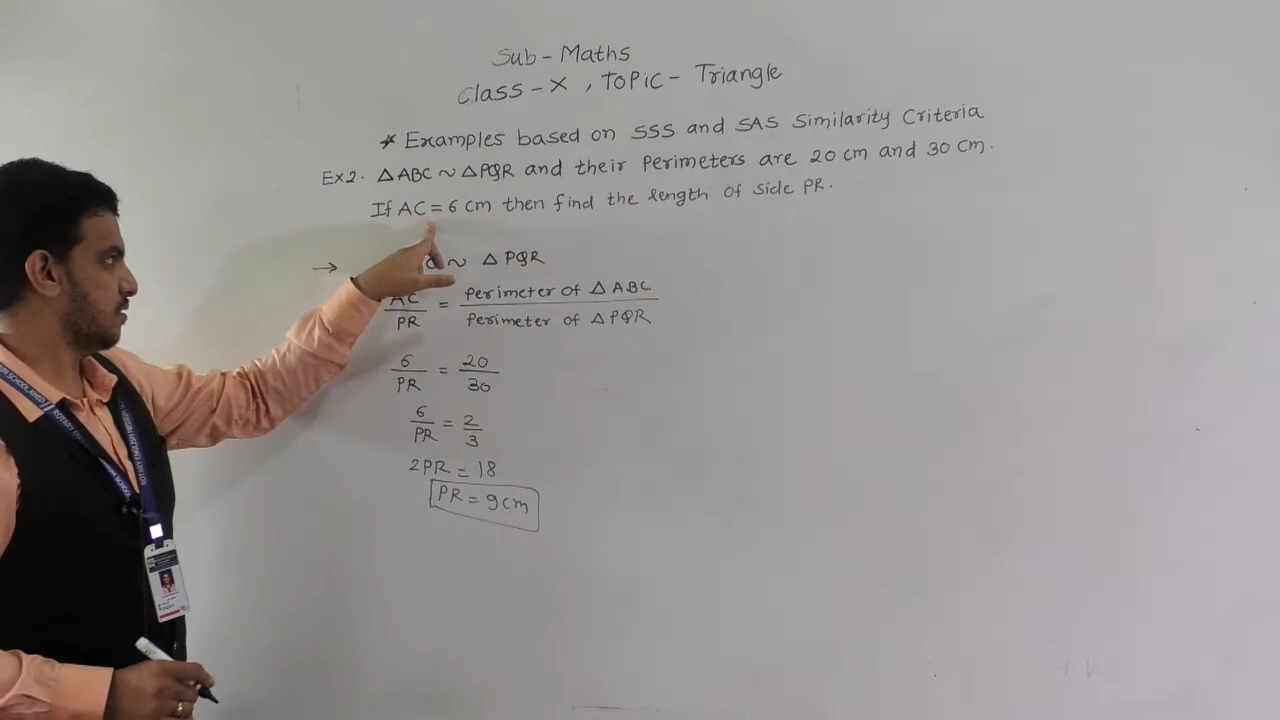 Sub - Maths
Class - X , Topic - Triangle
* Examples based on SSS and SAS Similarity Criteria
Ex2. △ABC ~ △PQR and their perimeters are 20 cm and 30 cm.
If AC = 6 cm then find the length of side PR.
→ ~ △ PQR
AC / PR = Perimeter of △ ABC / Perimeter of △ PQR
6 / PR = 20 / 30
6 / PR = 2 / 3
2PR = 18
PR = 9cm